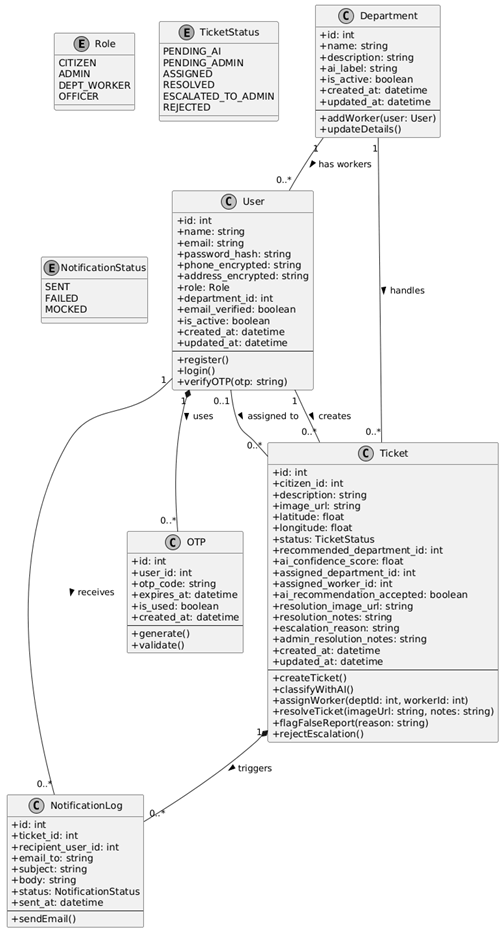 E Role
CITIZEN
ADMIN
DEPT_WORKER
OFFICER
E TicketStatus
PENDING_AI
PENDING_ADMIN
ASSIGNED
RESOLVED
ESCALATED_TO_ADMIN
REJECTED
C Department
+id: int
+name: string
+description: string
+ai_label: string
+is_active: boolean
+created_at: datetime
+updated_at: datetime
+addWorker(user: User)
+updateDetails()
1
1
has workers
0..*
C User
+id: int
+name: string
+email: string
+password_hash: string
+phone_encrypted: string
+address_encrypted: string
+role: Role
+department_id: int
+email_verified: boolean
+is_active: boolean
+created_at: datetime
+updated_at: datetime
+register()
+login()
+verifyOTP(otp: string)
E NotificationStatus
SENT
FAILED
MOCKED
handles
1
1
0..1
1
uses
assigned to
creates
0..*
0..*
0..*
0..*
C Ticket
+id: int
+citizen_id: int
+description: string
+image_url: string
+latitude: float
+longitude: float
+status: TicketStatus
+recommended_department_id: int
+ai_confidence_score: float
+assigned_department_id: int
+assigned_worker_id: int
+ai_recommendation_accepted: boolean
+resolution_image_url: string
+resolution_notes: string
+escalation_reason: string
+admin_resolution_notes: string
+created_at: datetime
+updated_at: datetime
+createTicket()
+classifyWithAI()
+assignWorker(deptId: int, workerId: int)
+resolveTicket(imageUrl: string, notes: string)
+flagFalseReport(reason: string)
+rejectEscalation()
C OTP
+id: int
+user_id: int
+otp_code: string
+expires_at: datetime
+is_used: boolean
+created_at: datetime
+generate()
+validate()
receives
1
triggers
0..*
0..*
C NotificationLog
+id: int
+ticket_id: int
+recipient_user_id: int
+email_to: string
+subject: string
+body: string
+status: NotificationStatus
+sent_at: datetime
+sendEmail()